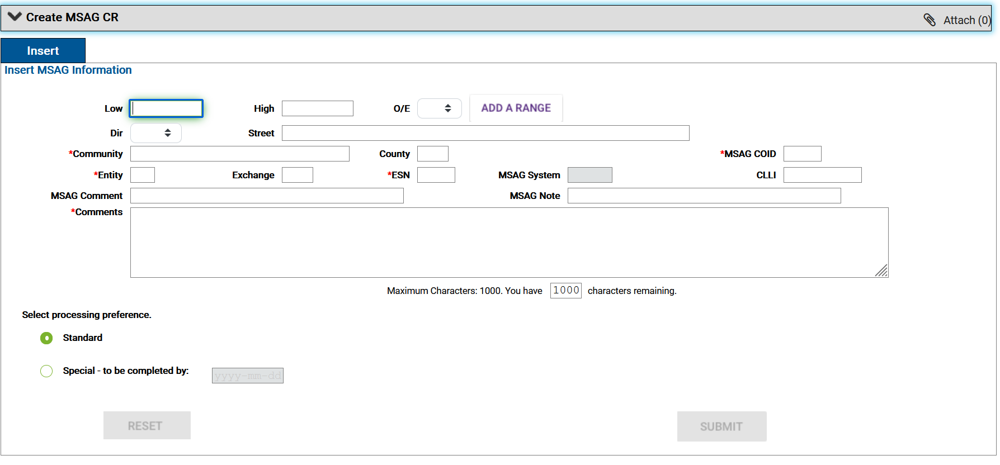 Create MSAG CR
Attach (0)
Insert
Insert MSAG Information
Low High O/E ADD A RANGE
Dir Street
*Community County *MSAG COID
*Entity Exchange *ESN MSAG System CLLI
MSAG Comment MSAG Note
*Comments
Maximum Characters: 1000. You have 1000 characters remaining.
Select processing preference.
Standard
Special - to be completed by: yyyy-mm-dd
RESET SUBMIT